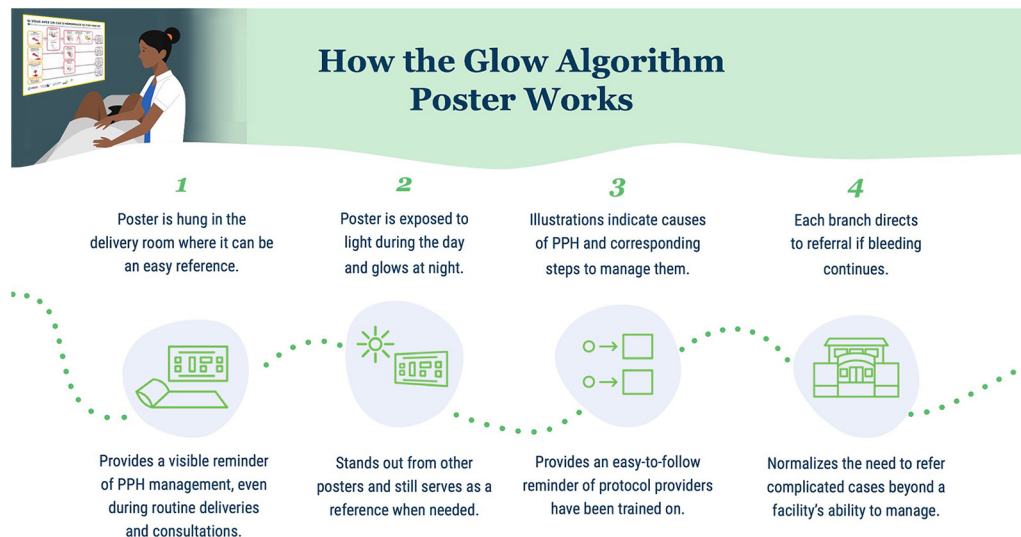 How the Glow Algorithm
Poster Works
1
Poster is hung in the
delivery room where it can be
an easy reference.
2
Poster is exposed to
light during the day
and glows at night.
3
Illustrations indicate causes
of PPH and corresponding
steps to manage them.
4
Each branch directs
to referral if bleeding
continues.
Provides a visible reminder
of PPH management, even
during routine deliveries
and consultations.
Stands out from other
posters and still serves as a
reference when needed.
Provides an easy-to-follow
reminder of protocol providers
have been trained on.
Normalizes the need to refer
complicated cases beyond a
facility's ability to manage.